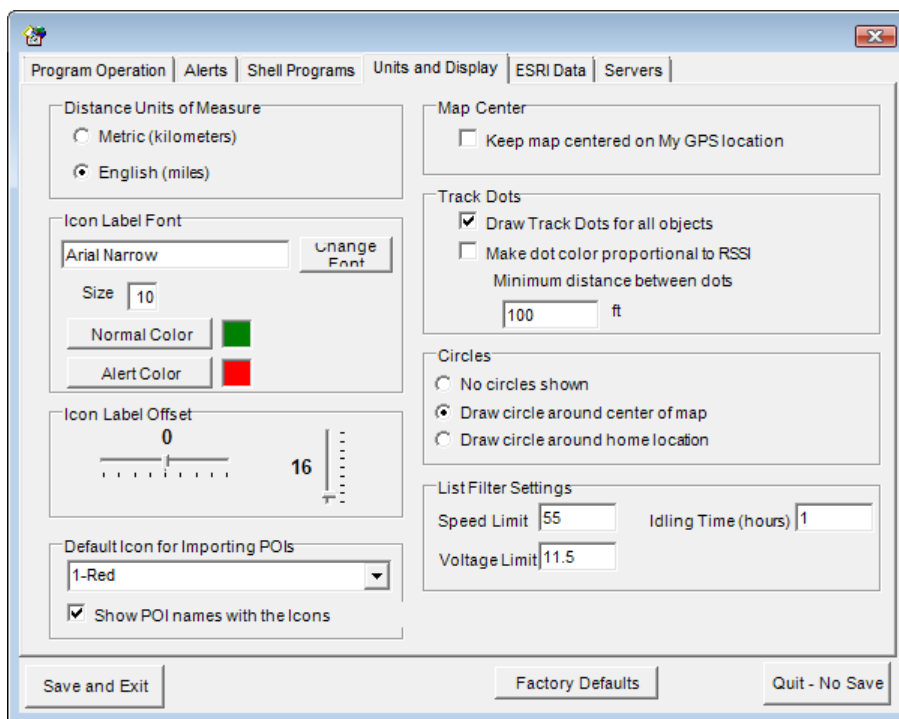 Program Operation Alerts Shell Programs Units and Display ESRI Data Servers
Distance Units of Measure
Metric (kilometers)
English (miles)
Icon Label Font
Arial Narrow
Change
Font
Size 10
Normal Color
Alert Color
Icon Label Offset
0
16
Default Icon for Importing POIs
1-Red
Show POI names with the Icons
Map Center
Keep map centered on My GPS location
Track Dots
Draw Track Dots for all objects
Make dot color proportional to RSSI
Minimum distance between dots
100 ft
Circles
No circles shown
Draw circle around center of map
Draw circle around home location
List Filter Settings
Speed Limit 55 Idling Time (hours) 1
Voltage Limit 11.5
Save and Exit Factory Defaults Quit - No Save